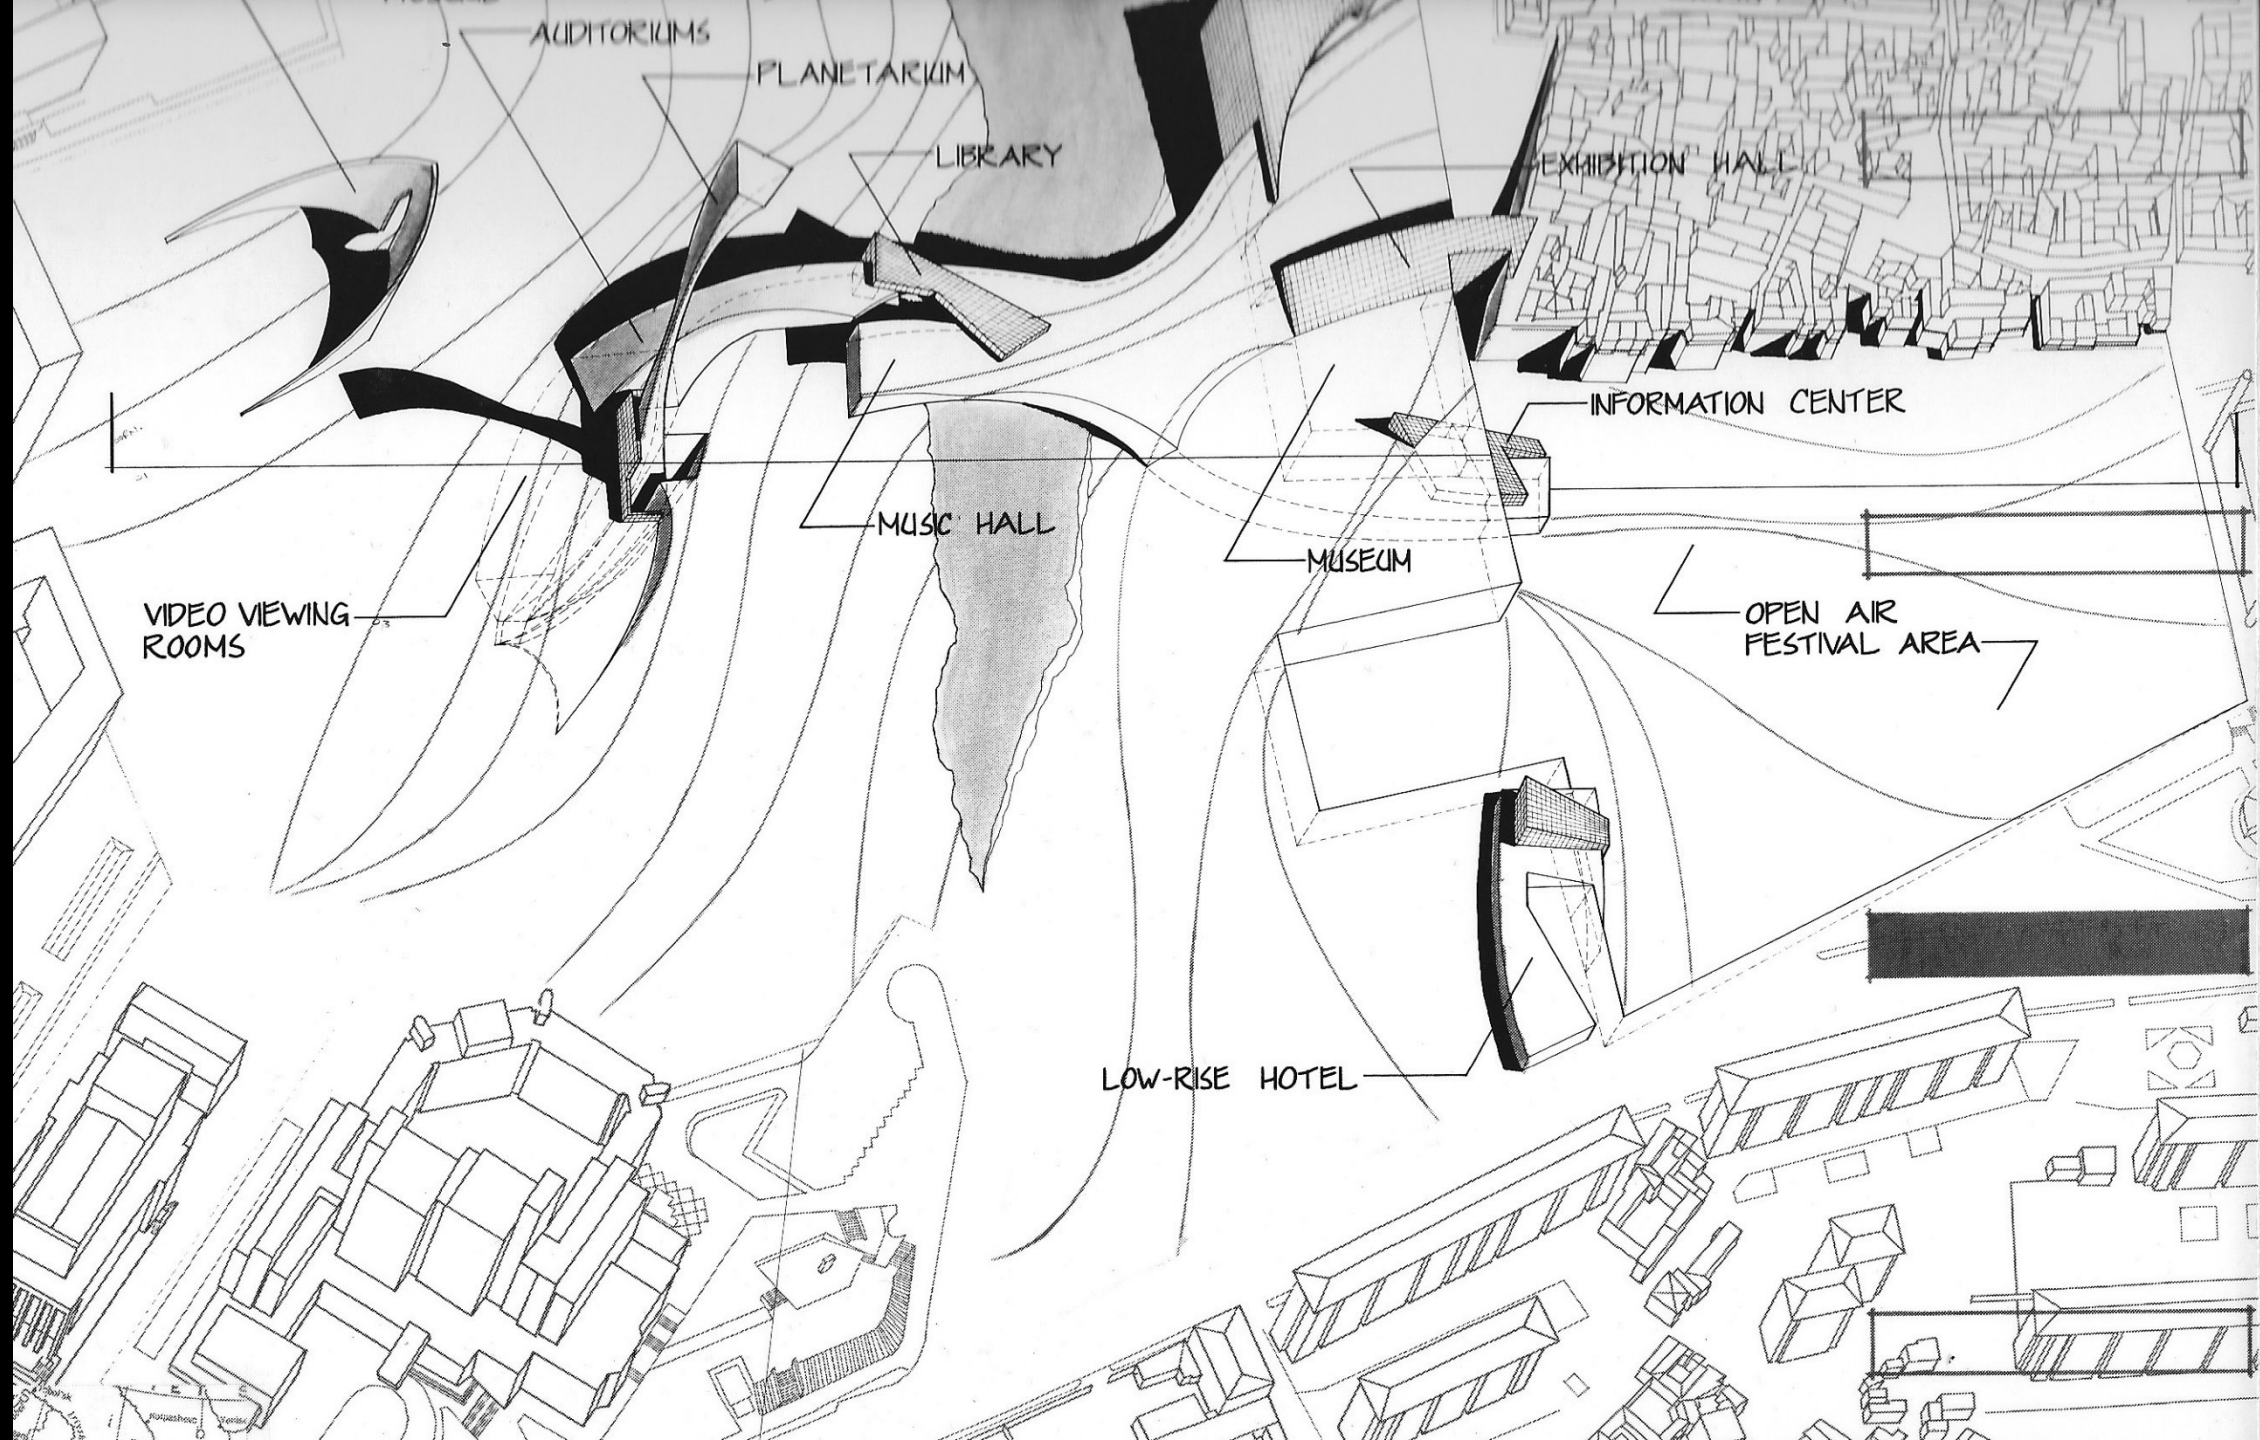 AUDITORIUMS
PLANETARIUM
LIBRARY
EXHIBITION HALL
INFORMATION CENTER
MUSIC HALL
MUSEUM
VIDEO VIEWING
ROOMS
OPEN AIR
FESTIVAL AREA
LOW-RISE HOTEL